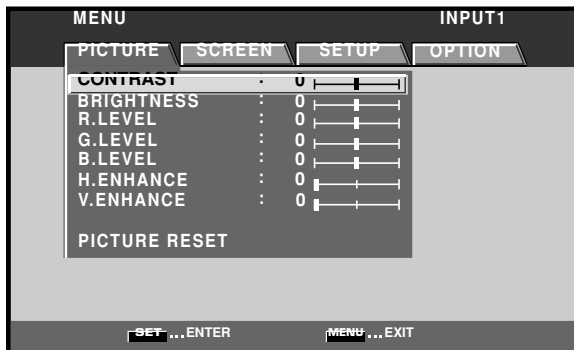 MENU INPUT1
PICTURE SCREEN SETUP OPTION
CONTRAST : 0
BRIGHTNESS : 0
R.LEVEL : 0
G.LEVEL : 0
B.LEVEL : 0
H.ENHANCE : 0
V.ENHANCE : 0
PICTURE RESET
SET ...ENTER MENU ...EXIT